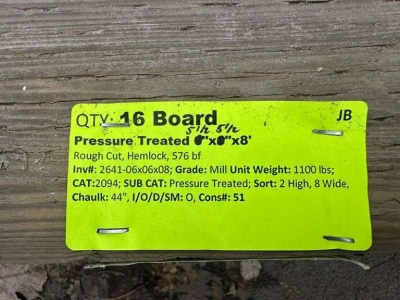 QTY: 16 Board JB
5 1/2 5 1/2
Pressure Treated 6"x6"x8'
Rough Cut, Hemlock, 576 bf
Inv#: 2641-06x06x08; Grade: Mill Unit Weight: 1100 lbs;
CAT:2094; SUB CAT: Pressure Treated; Sort: 2 High, 8 Wide,
Chaulk: 44", I/O/D/SM: O, Cons#: 51